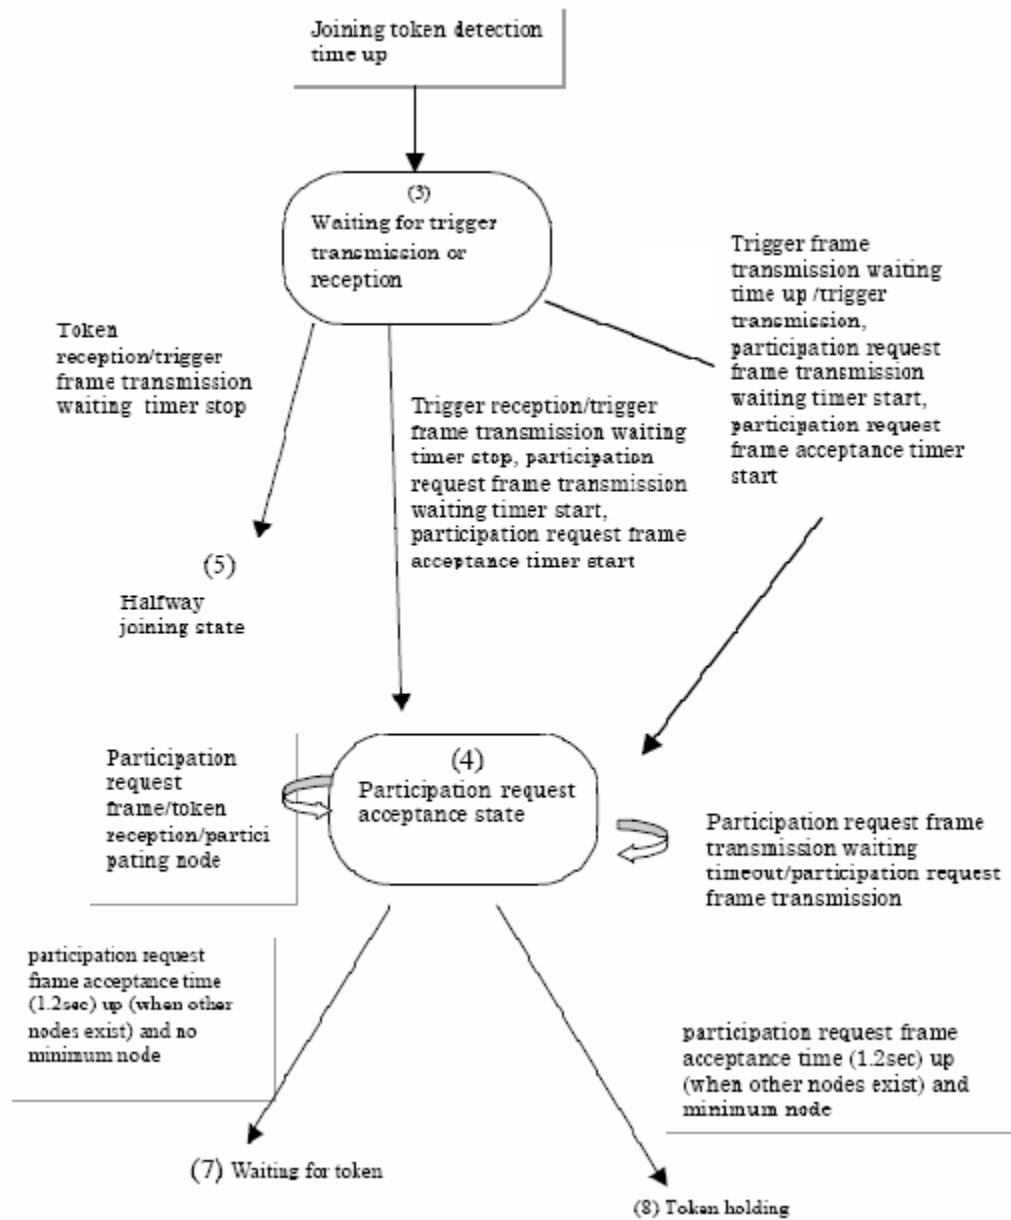 Joining token detection
time up
(3)
Waiting for trigger
transmission or
reception
Trigger frame
transmission waiting
time up /trigger
transmission,
participation request
frame transmission
waiting timer start,
participation request
frame acceptance timer
start
Token
reception/trigger
frame transmission
waiting timer stop
Trigger reception/trigger
frame transmission waiting
timer stop, participation
request frame transmission
waiting timer start,
participation request frame
acceptance timer start
(5)
Halfway
joining state
Participation
request
frame/token
reception/partici
pating node
(4)
Participation request
acceptance state
Participation request frame
transmission waiting
timeout/participation request
frame transmission
participation request
frame acceptance time
(1.2sec) up (when other
nodes exist) and no
minimum node
participation request frame
acceptance time (1.2sec) up
(when other nodes exist) and
minimum node
(7) Waiting for token
(8) Token holding